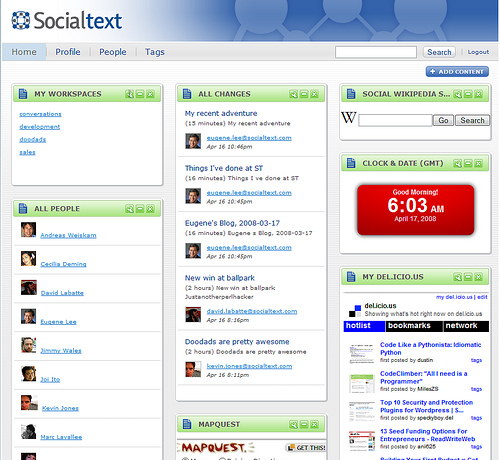 Socialtext
Home Profile People Tags Search Logout
ADD CONTENT
MY WORKSPACES
conversations
development
doodads
sales
ALL PEOPLE
Andreas Weiskam
Cecilia Deming
David Labatte
Eugene Lee
Jimmy Wales
Joi Ito
Kevin Jones
Marc Lavallee
ALL CHANGES
My recent adventure
(15 minutes) My recent adventure
eugene.lee@socialtext.com
Apr 16 10:46pm
Things I've done at ST
(16 minutes) Things I ve done at ST
eugene.lee@socialtext.com
Apr 16 10:45pm
Eugene's Blog, 2008-03-17
(16 minutes) Eugene s Blog, 2008-03-17
eugene.lee@socialtext.com
Apr 16 10:45pm
New win at ballpark
(2 hours) New win at ballpark
Justanotherperlhacker
david.labatte@socialtext.com
Apr 16 8:16pm
Doodads are pretty awesome
(2 hours) Doodads are pretty awesome
kevin.jones@socialtext.com
Apr 16 8:11pm
MAPQUEST
MAPQUEST. GET THIS!
SOCIAL WIKIPEDIA S...
W Go Search
CLOCK & DATE (GMT)
Good Morning!
6:03 AM
April 17, 2008
MY DEL.ICIO.US
my del.icio.us | edit
del.icio.us
Showing what's hot right now on del.icio.us
hotlist bookmarks network
Code Like a Pythonista: Idiomatic
Python
first posted by dustin tags
CodeClimber: "All I need is a
Programmer"
first posted by MilesZS tags
Top 10 Security and Protection
Plugins for Wordpress | S...
first posted by spedkyboy.del tags
13 Seed Funding Options For
Entrepreneurs - ReadWriteWeb
first posted by ani625 tags